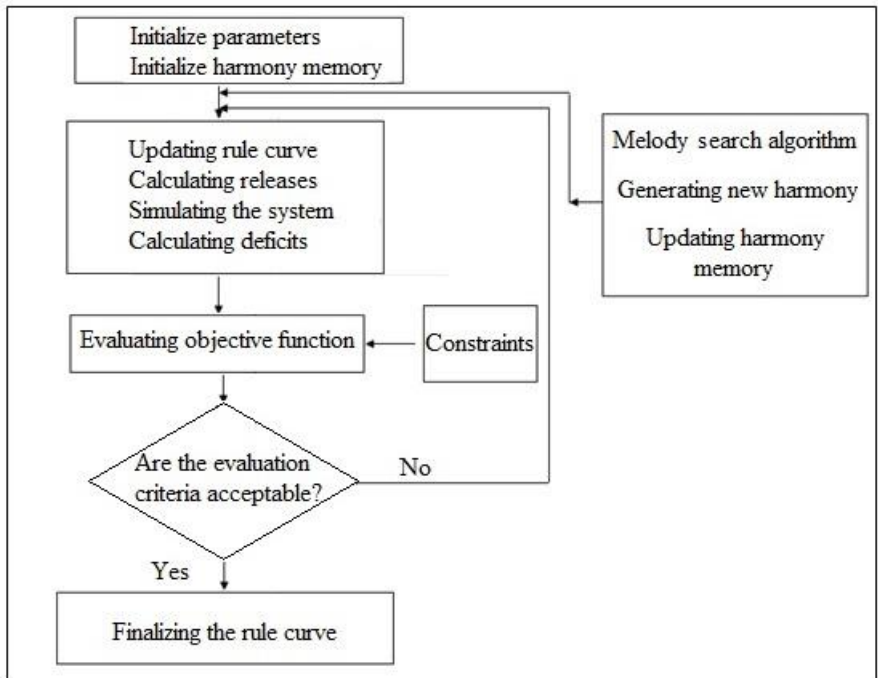 Initialize parameters
Initialize harmony memory
Updating rule curve
Calculating releases
Simulating the system
Calculating deficits
Melody search algorithm
Generating new harmony
Updating harmony
memory
Evaluating objective function
Constraints
Are the evaluation
criteria acceptable?
No
Yes
Finalizing the rule curve